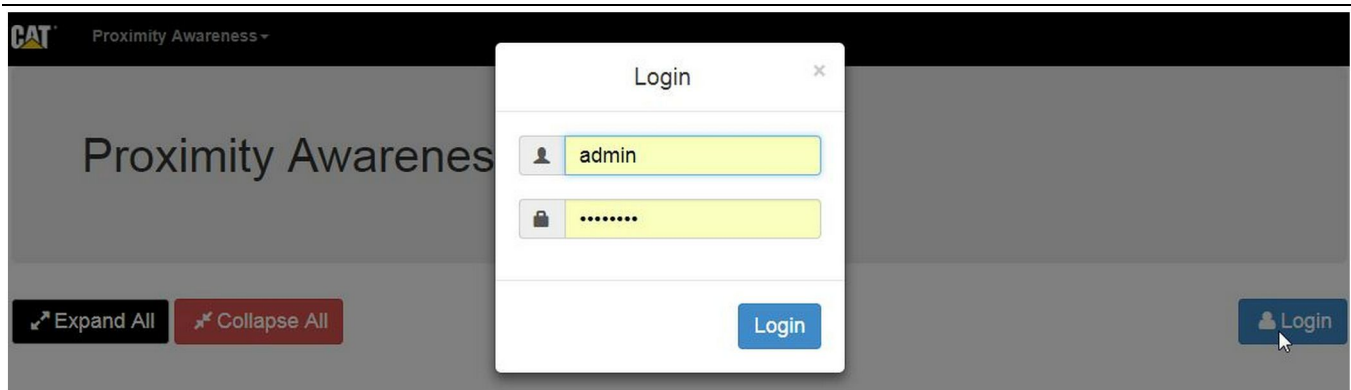 CAT
Proximity Awareness
Login
×
Proximity Awarenes
admin
••••••••
Expand All
Collapse All
Login
Login